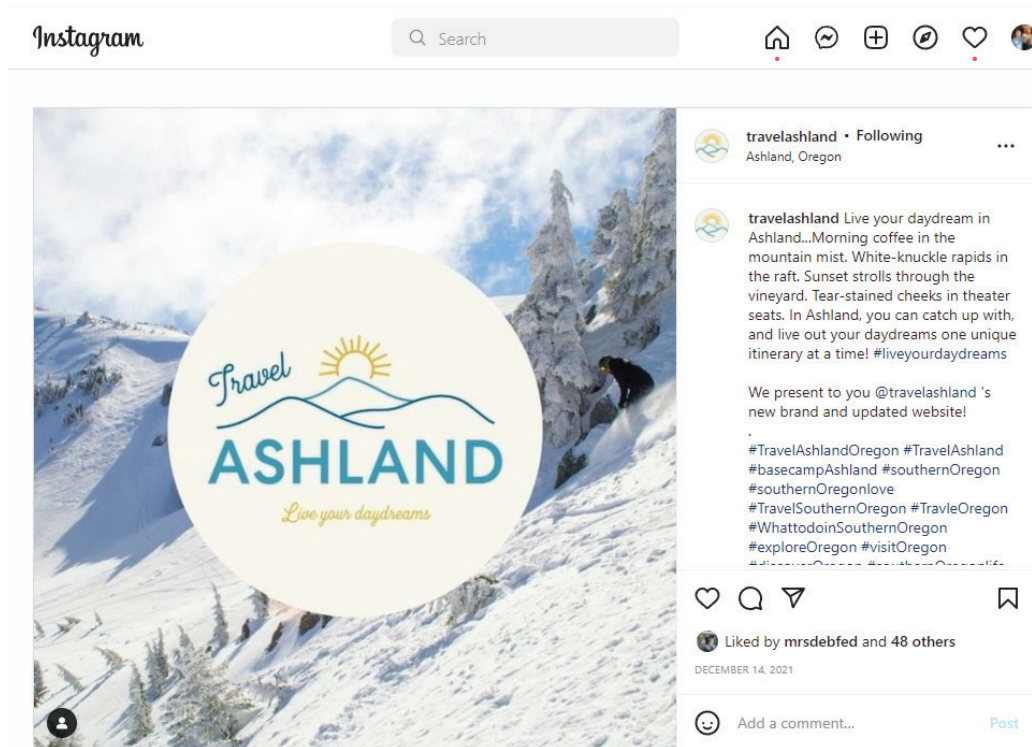 Instagram
Search
Travel
ASHLAND
Live your daydreams
travelashland • Following
Ashland, Oregon
travelashland Live your daydream in
Ashland...Morning coffee in the
mountain mist. White-knuckle rapids in
the raft. Sunset strolls through the
vineyard. Tear-stained cheeks in theater
seats. In Ashland, you can catch up with,
and live out your daydreams one unique
itinerary at a time! #liveyourdaydreams
We present to you @travelashland 's
new brand and updated website!
.
#TravelAshlandOregon #TravelAshland
#basecampAshland #southernOregon
#southernOregonlove
#TravelSouthernOregon #TravleOregon
#WhattodoinSouthernOregon
#exploreOregon #visitOregon
#discoverOregon #southernOregonlife
Liked by mrsdebfed and 48 others
DECEMBER 14, 2021
Add a comment...
Post